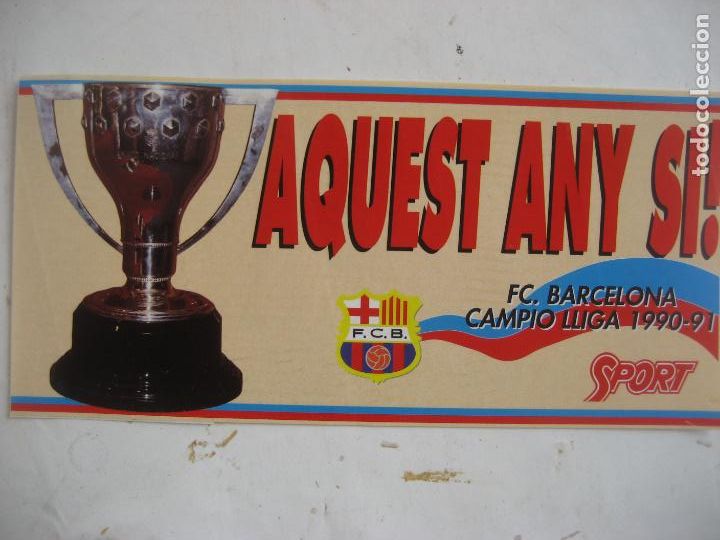 AQUEST ANY SI!
FC. BARCELONA
CAMPIO LLIGA 1990-91
F.C.B.
SPORT
todocoleccion